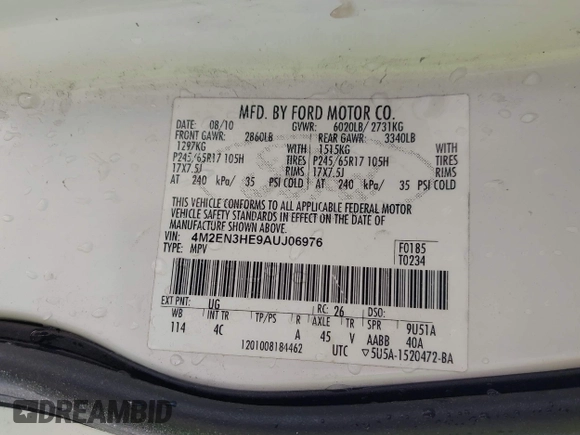 MFD. BY FORD MOTOR CO.
DATE: 08/10 GVWR: 6020LB/ 2731KG
FRONT GAWR: 2860LB REAR GAWR: 3340LB
1297KG WITH 1515KG WITH
P245/65R17 105H TIRES P245/65R17 105H TIRES
17X7.5J RIMS 17X7.5J RIMS
AT 240 kPa/ 35 PSI COLD AT 240 kPa/ 35 PSI COLD
THIS VEHICLE CONFORMS TO ALL APPLICABLE FEDERAL MOTOR
VEHICLE SAFETY STANDARDS IN EFFECT ON THE DATE OF
MANUFACTURE SHOWN ABOVE.
VIN: 4M2EN3HE9AUJ06976
TYPE: MPV
F0185
T0234
EXT PNT: UG RC: 26 DSO:
WB INT TR TP/PS R AXLE TR SPR 9U51A
114 4C A 45 V AABB 40A
1201008184462 UTC ▽5U5A-1520472-BA
DREAMBID